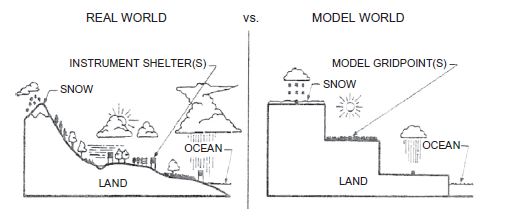 REAL WORLD vs. MODEL WORLD
INSTRUMENT SHELTER(S)
SNOW
OCEAN
LAND
MODEL GRIDPOINT(S)
SNOW
OCEAN
LAND